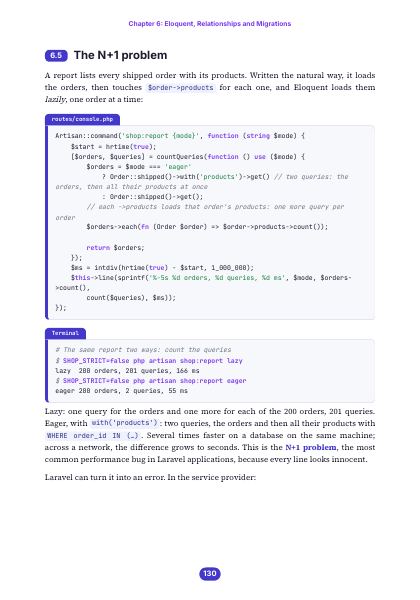 Chapter 6: Eloquent, Relationships and Migrations
6.5 The N+1 problem
A report lists every shipped order with its products. Written the natural way, it loads
the orders, then touches $order->products for each one, and Eloquent loads them
lazily, one order at a time:
routes/console.php
Artisan::command('shop:report {mode}', function (string $mode) {
    $start = hrtime(true);
    [$orders, $queries] = countQueries(function () use ($mode) {
        $orders = $mode === 'eager'
            ? Order::shipped()->with('products')->get() // two queries: the
orders, then all their products at once
            : Order::shipped()->get();
        // each ->products loads that order's products: one more query per
order
        $orders->each(fn (Order $order) => $order->products->count());

        return $orders;
    });
    $ms = intdiv(hrtime(true) - $start, 1_000_000);
    $this->line(sprintf('%-5s %d orders, %d queries, %d ms', $mode, $orders-
>count(),
        count($queries), $ms));
});
Terminal
# The same report two ways: count the queries
$ SHOP_STRICT=false php artisan shop:report lazy
lazy  200 orders, 201 queries, 166 ms
$ SHOP_STRICT=false php artisan shop:report eager
eager 200 orders, 2 queries, 55 ms
Lazy: one query for the orders and one more for each of the 200 orders, 201 queries.
Eager, with with('products'): two queries, the orders and then all their products with
WHERE order_id IN (…). Several times faster on a database on the same machine;
across a network, the difference grows to seconds. This is the N+1 problem, the most
common performance bug in Laravel applications, because every line looks innocent.
Laravel can turn it into an error. In the service provider:
130